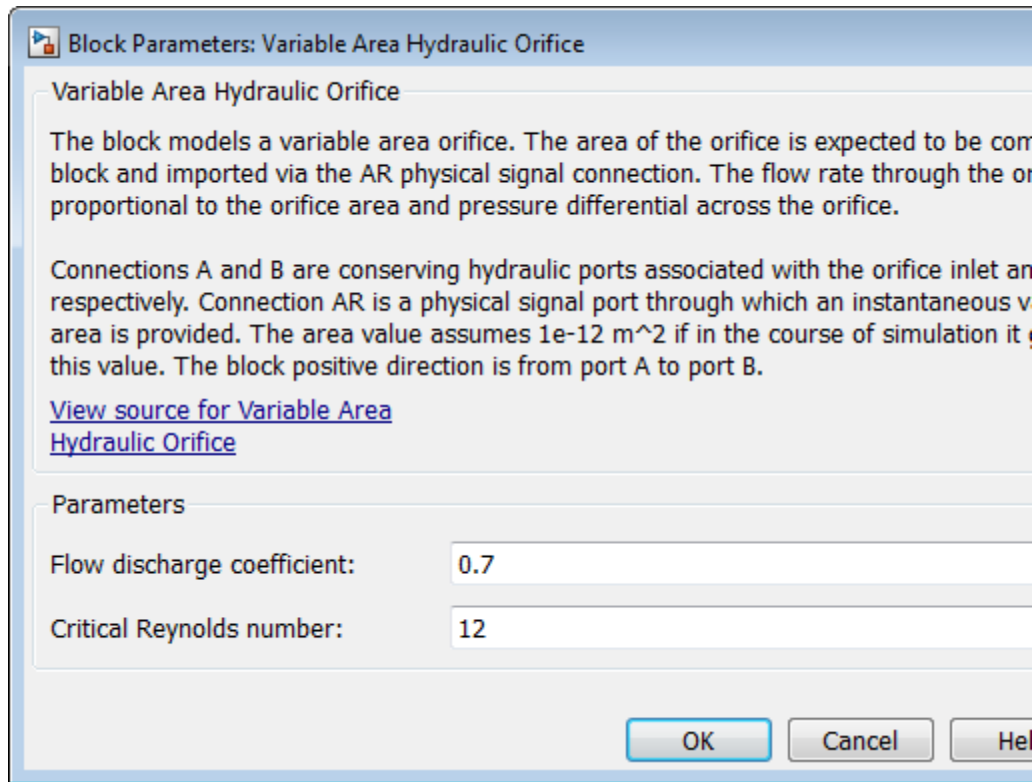 Block Parameters: Variable Area Hydraulic Orifice
Variable Area Hydraulic Orifice
The block models a variable area orifice. The area of the orifice is expected to be
block and imported via the AR physical signal connection. The flow rate through the
proportional to the orifice area and pressure differential across the orifice.
Connections A and B are conserving hydraulic ports associated with the orifice inlet
respectively. Connection AR is a physical signal port through which an instantaneous
area is provided. The area value assumes 1e-12 m^2 if in the course of simulation it
this value. The block positive direction is from port A to port B.
View source for Variable Area
Hydraulic Orifice
Parameters
Flow discharge coefficient:
0.7
Critical Reynolds number:
12
OK
Cancel